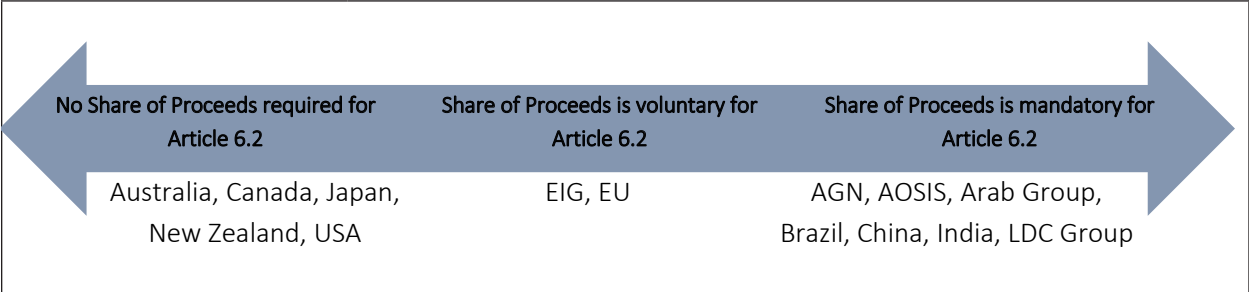 No Share of Proceeds required for
Article 6.2
Share of Proceeds is voluntary for
Article 6.2
Share of Proceeds is mandatory for
Article 6.2
Australia, Canada, Japan,
New Zealand, USA
EIG, EU
AGN, AOSIS, Arab Group,
Brazil, China, India, LDC Group